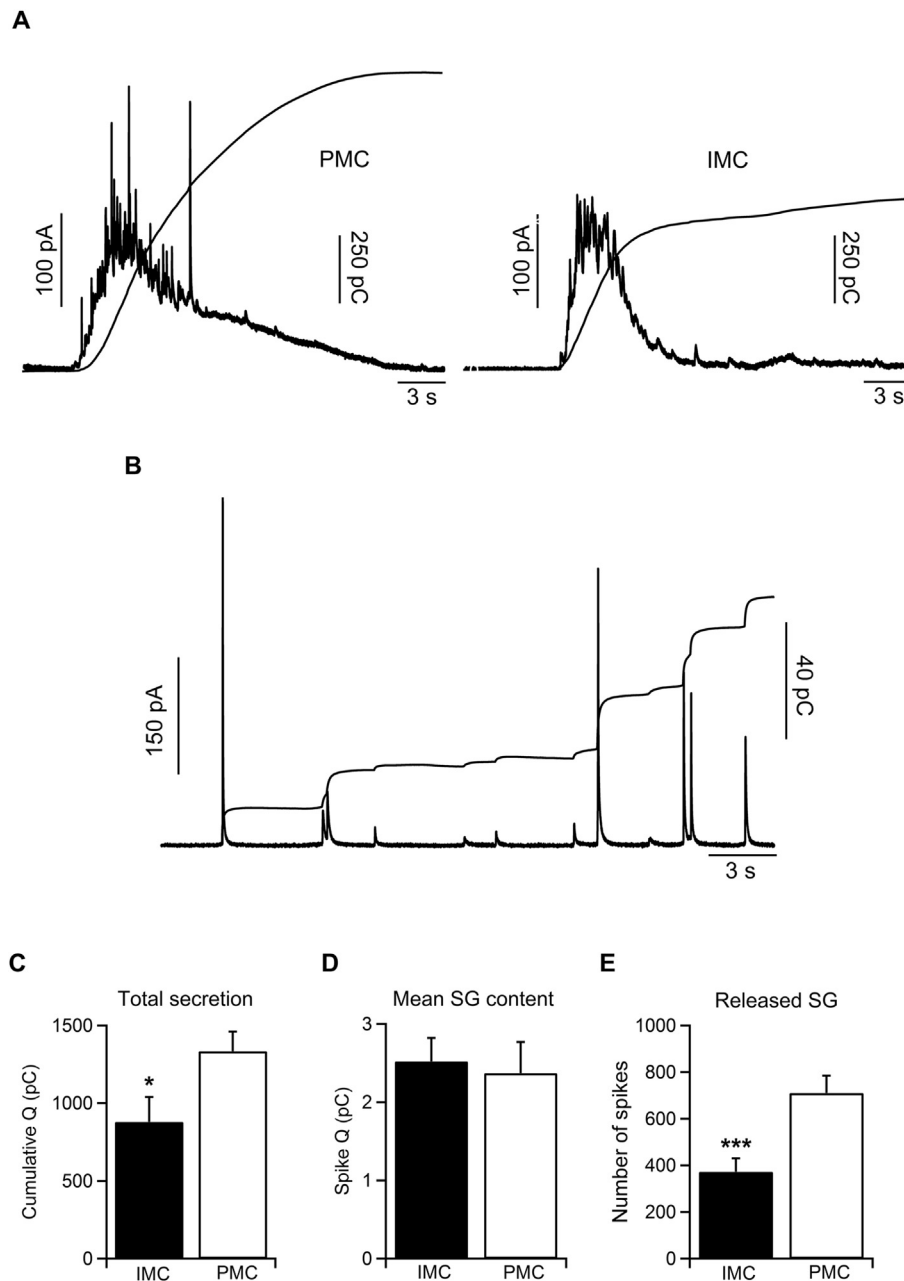 A
PMC
IMC
100 pA
250 pC
100 pA
250 pC
3 s
3 s
B
150 pA
40 pC
3 s
C
Total secretion
Cumulative Q (pC)
1500
1000
500
0
*
IMC
PMC
D
Mean SG content
Spike Q (pC)
3
2
1
0
IMC
PMC
E
Released SG
Number of spikes
1000
800
600
400
200
0
***
IMC
PMC